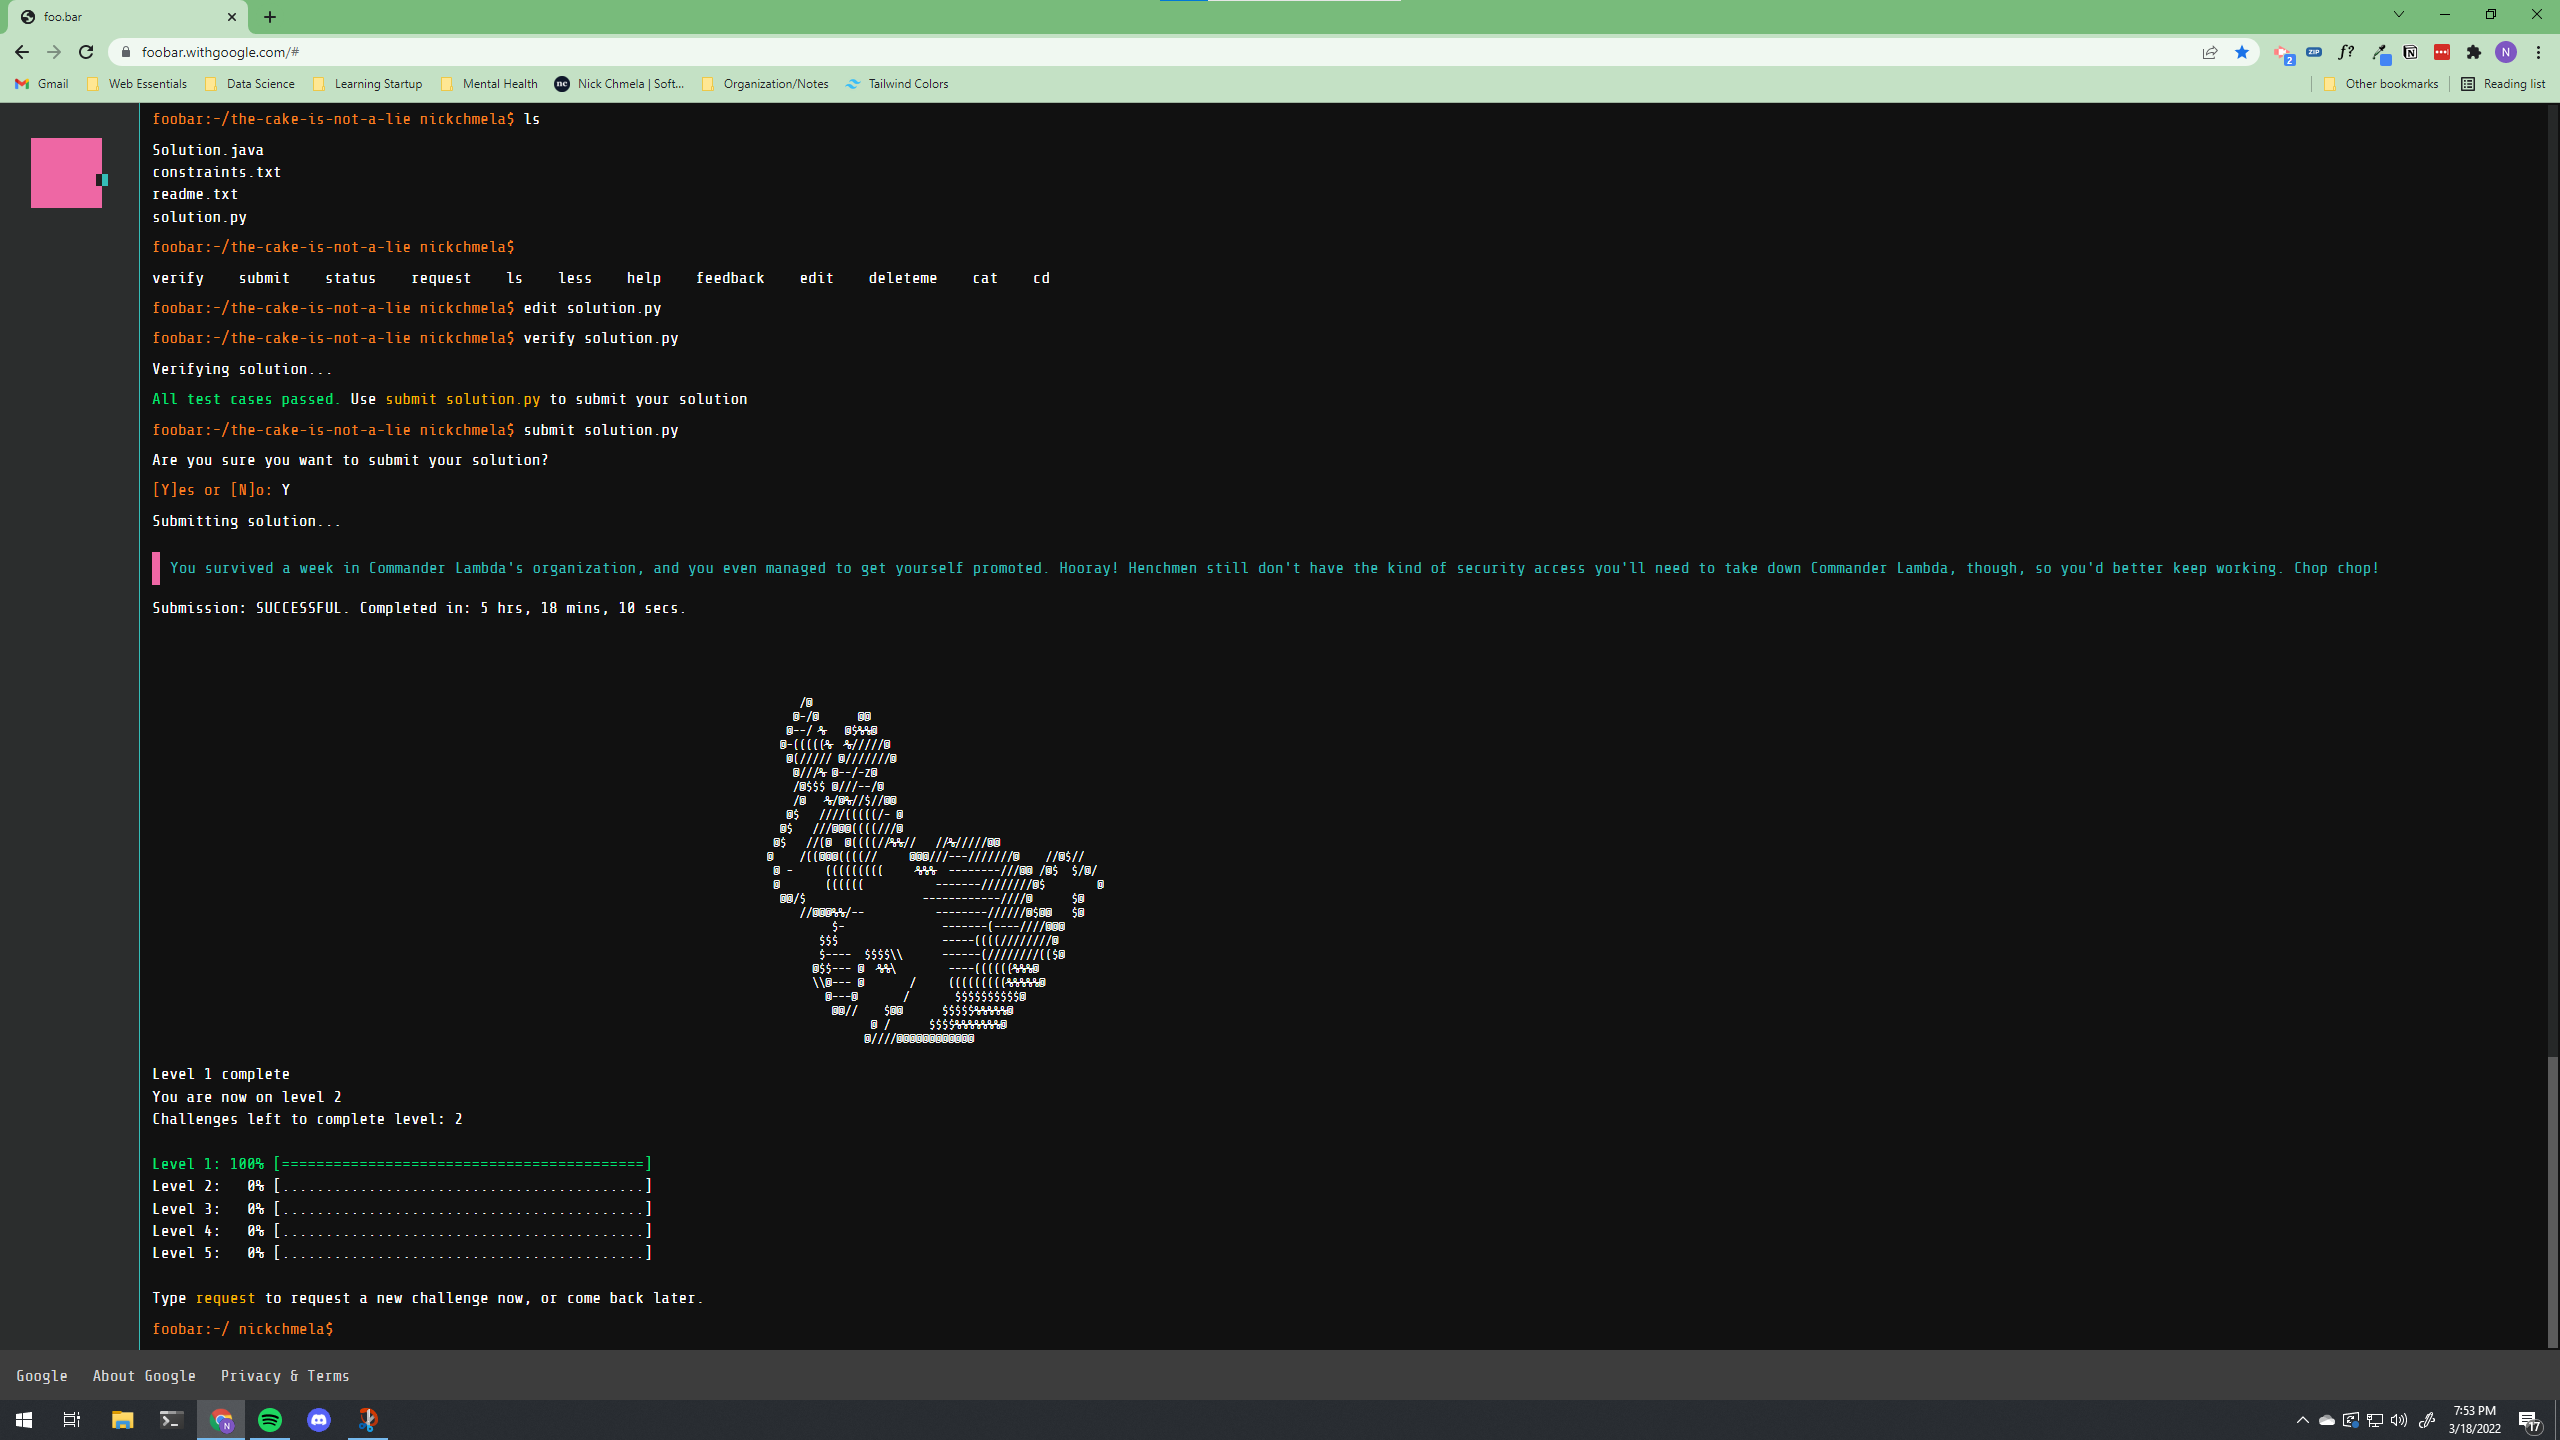 foo.bar
foobar.withgoogle.com/#
Gmail Web Essentials Data Science Learning Startup Mental Health nc Nick Chmela | Soft... Organization/Notes Tailwind Colors Other bookmarks Reading list
foobar:~/the-cake-is-not-a-lie nickchmela$ ls
Solution.java
constraints.txt
readme.txt
solution.py
foobar:~/the-cake-is-not-a-lie nickchmela$
verify submit status request ls less help feedback edit deleteme cat cd
foobar:~/the-cake-is-not-a-lie nickchmela$ edit solution.py
foobar:~/the-cake-is-not-a-lie nickchmela$ verify solution.py
Verifying solution...
All test cases passed. Use submit solution.py to submit your solution
foobar:~/the-cake-is-not-a-lie nickchmela$ submit solution.py
Are you sure you want to submit your solution?
[Y]es or [N]o: Y
Submitting solution...
You survived a week in Commander Lambda's organization, and you even managed to get yourself promoted. Hooray! Henchmen still don't have the kind of security access you'll need to take down Commander Lambda, though, so you'd better keep working. Chop chop!
Submission: SUCCESSFUL. Completed in: 5 hrs, 18 mins, 10 secs.
Level 1 complete
You are now on level 2
Challenges left to complete level: 2
Level 1: 100% [==========================================]
Level 2: 0% [..........................................]
Level 3: 0% [..........................................]
Level 4: 0% [..........................................]
Level 5: 0% [..........................................]
Type request to request a new challenge now, or come back later.
foobar:~/ nickchmela$
Google About Google Privacy & Terms
7:53 PM
3/18/2022
17